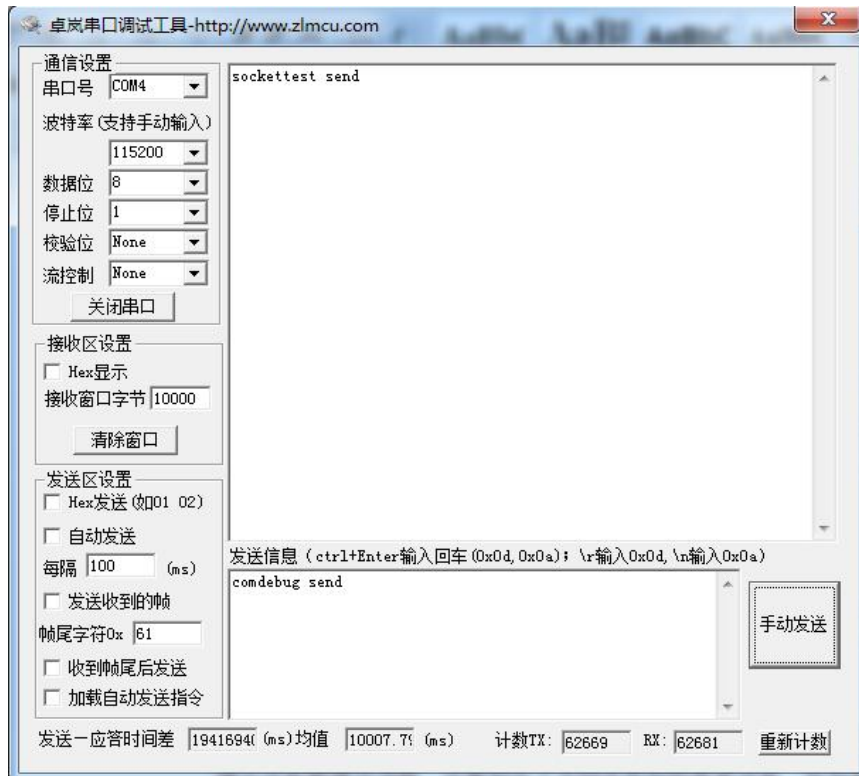 卓岚串口调试工具-http://www.zlmcu.com
通信设置
串口号 COM4
波特率(支持手动输入)
115200
数据位 8
停止位 1
校验位 None
流控制 None
关闭串口
接收区设置
Hex显示
接收窗口字节 10000
清除窗口
发送区设置
Hex发送(如01 02)
自动发送
每隔 100 (ms)
发送收到的帧
帧尾字符0x 61
收到帧尾后发送
加载自动发送指令
sockettest send
发送信息(ctrl+Enter输入回车(0x0d,0x0a); \r输入0x0d,\n输入0x0a)
comdebug send
手动发送
发送—应答时间差 1941694 (ms)均值 10007.79 (ms) 计数TX: 62669 RX: 62681 重新计数